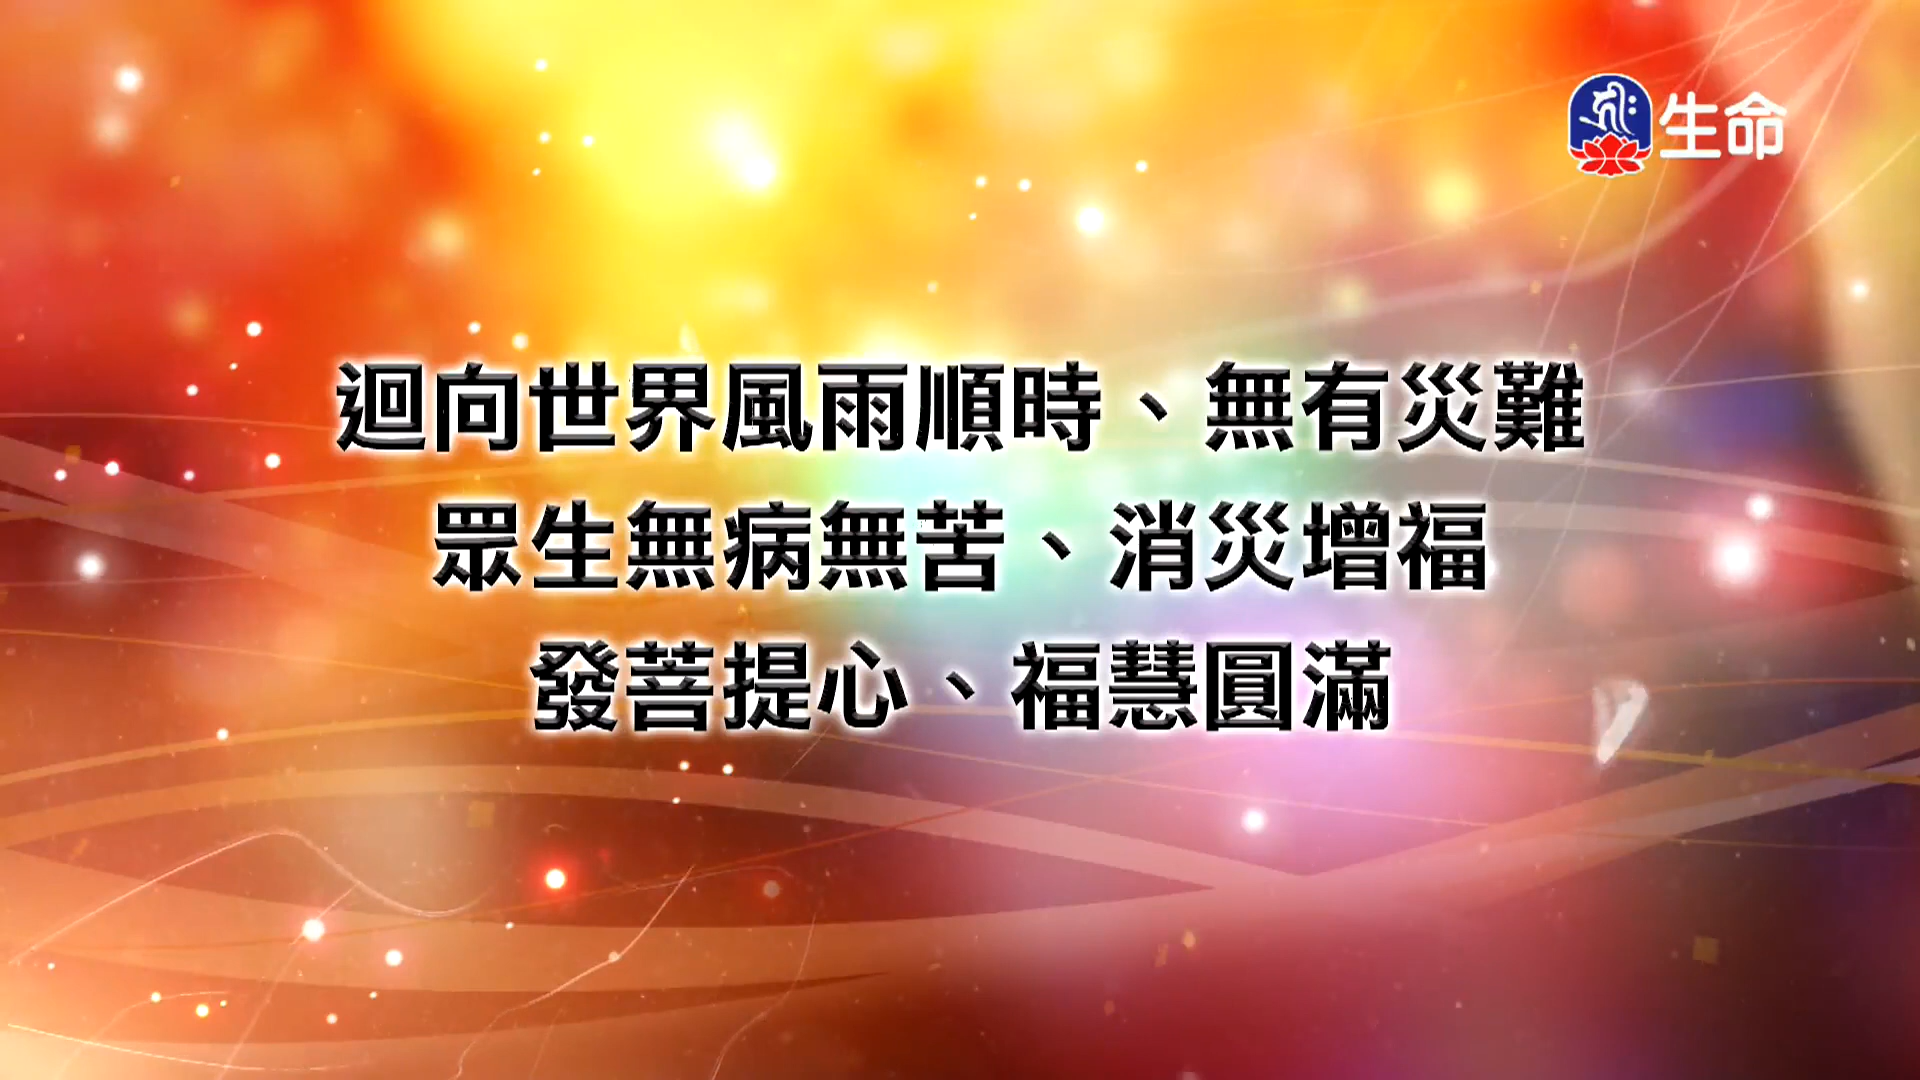 生命
迴向世界風雨順時、無有災難
眾生無病無苦、消災增福
發菩提心、福慧圓滿